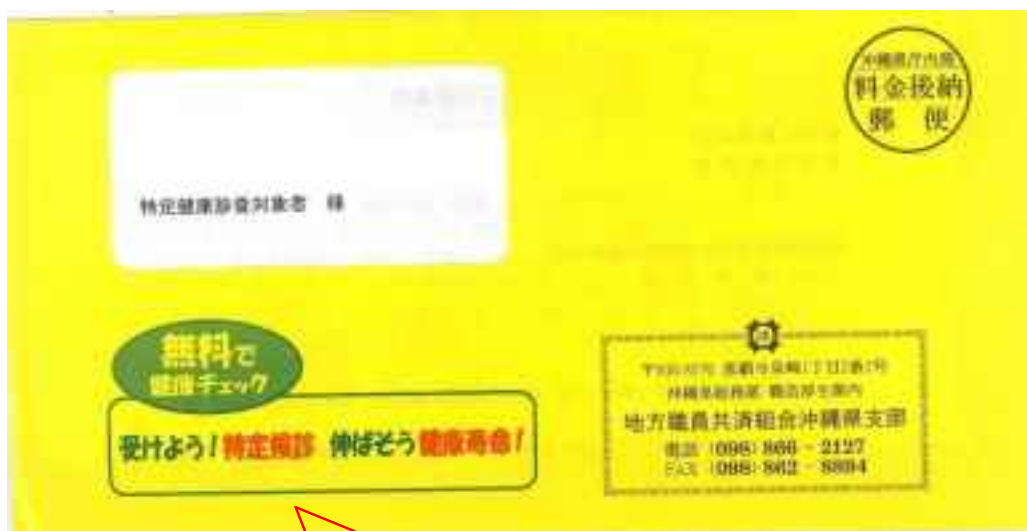 沖縄県庁内局
料金後納
郵便
特定健康診査対象者 様
無料で
健康チェック
受けよう!特定健診 伸ばそう健康寿命!
沖縄県総務部 職員厚生課内
地方職員共済組合沖縄県支部
電話 (098) 866 - 2127
FAX (098) 862 - 8894